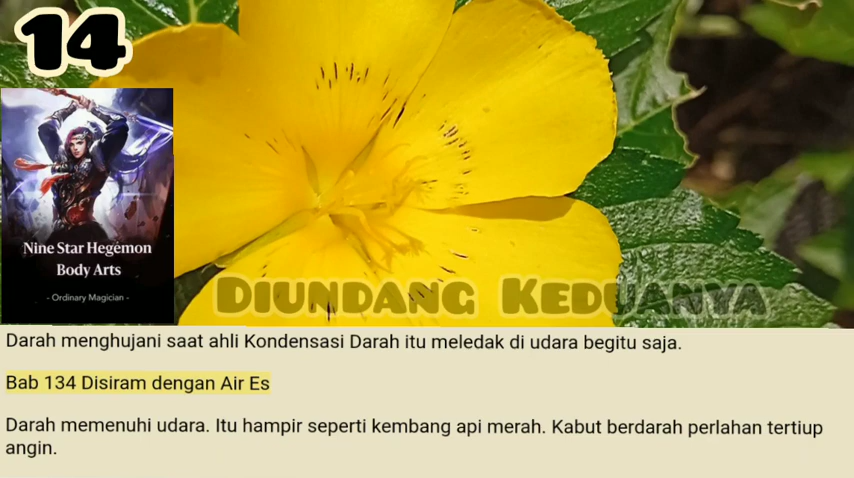 14
Nine Star Hegemon
Body Arts
- Ordinary Magician -
Diundang Keduanya
Darah menghujani saat ahli Kondensasi Darah itu meledak di udara begitu saja.
Bab 134 Disiram dengan Air Es
Darah memenuhi udara. Itu hampir seperti kembang api merah. Kabut berdarah perlahan tertiup
angin.